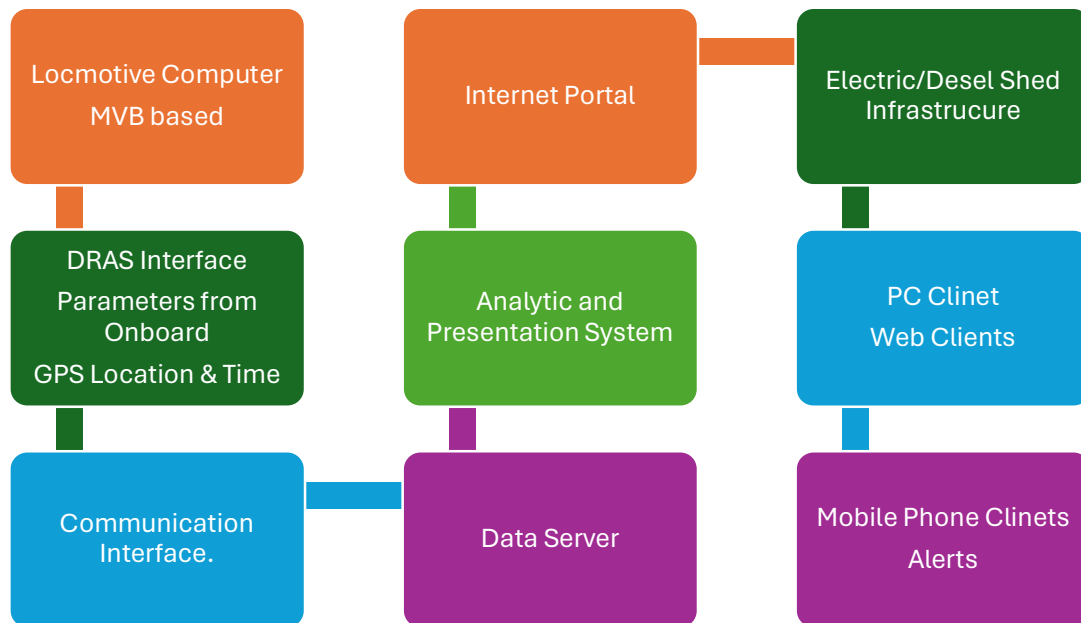 Locmotive Computer
MVB based
DRAS Interface
Parameters from
Onboard
GPS Location & Time
Communication
Interface.
Data Server
Analytic and
Presentation System
Internet Portal
Electric/Desel Shed
Infrastrucure
PC Clinet
Web Clients
Mobile Phone Clinets
Alerts